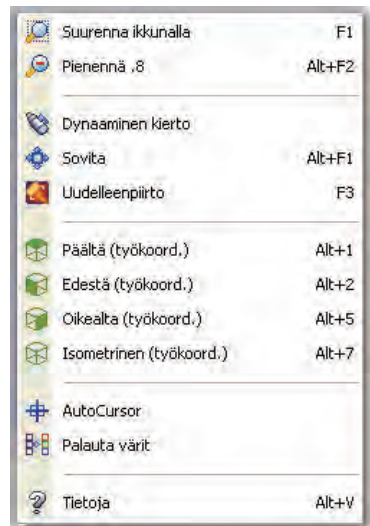 Suurenna ikkunalla F1
Pienennä .8 Alt+F2
Dynaaminen kierto
Sovita Alt+F1
Uudelleenpiirto F3
Päältä (työkoord.) Alt+1
Edestä (työkoord.) Alt+2
Oikealta (työkoord.) Alt+5
Isometrinen (työkoord.) Alt+7
AutoCursor
Palauta värit
Tietoja Alt+V